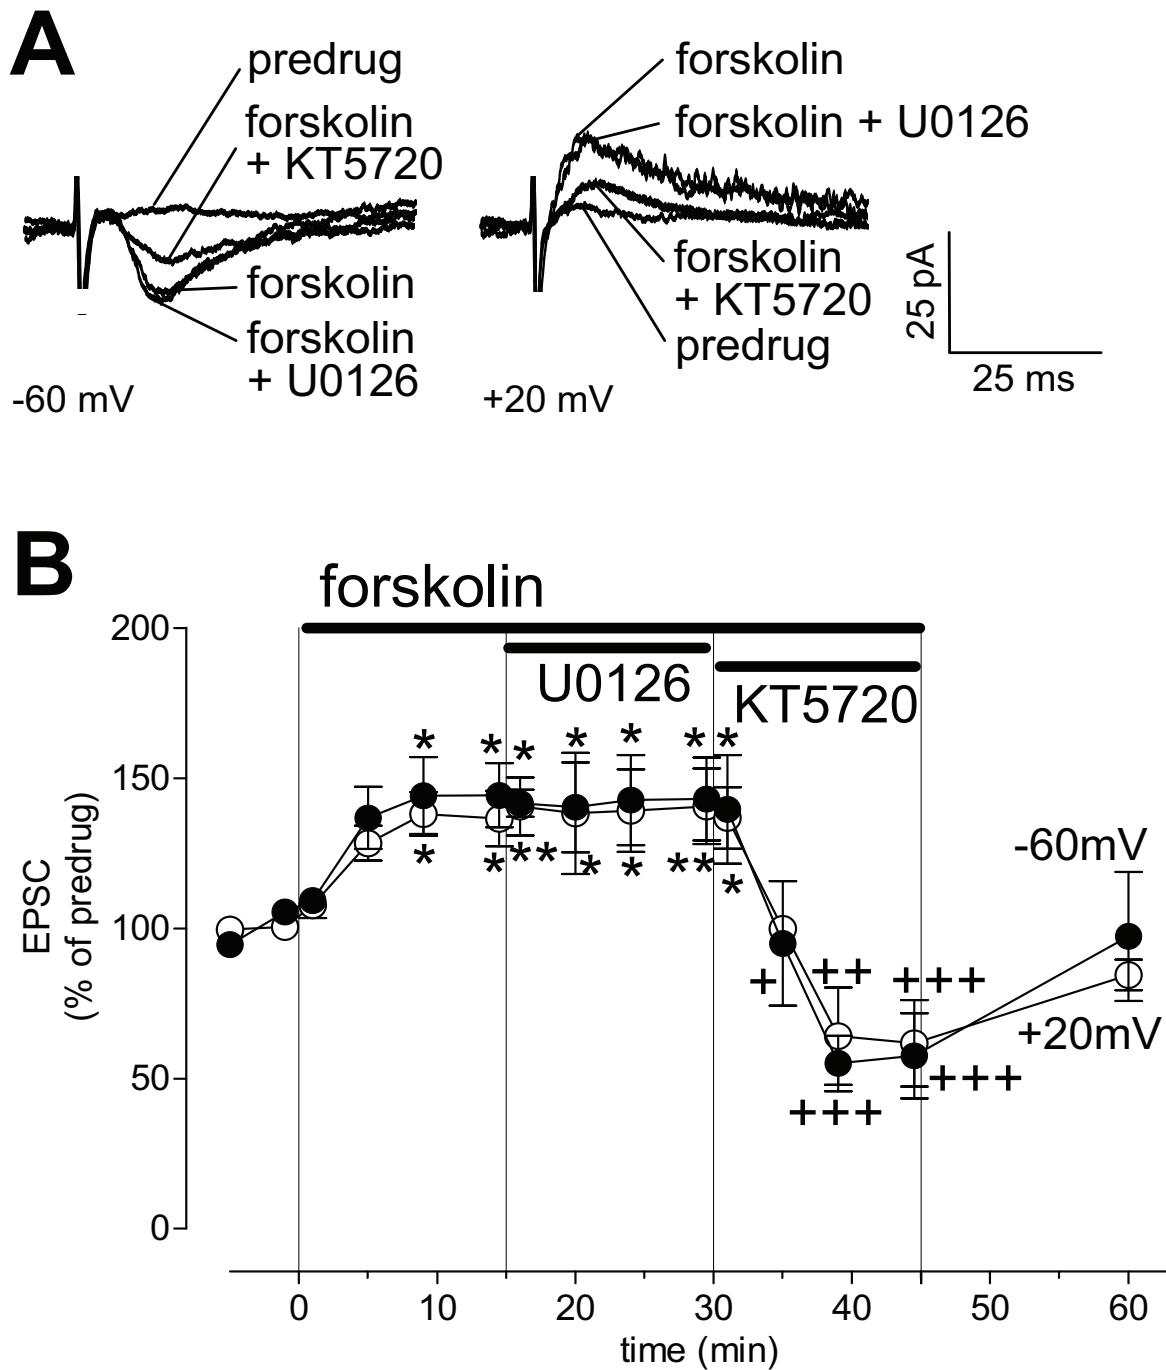 A
predrug
forskolin
+ KT5720
forskolin
forskolin
+ U0126
-60 mV
forskolin
forskolin + U0126
forskolin
+ KT5720
predrug
+20 mV
25 pA
25 ms
B
forskolin
U0126
KT5720
200
150
100
50
0
EPSC
(% of predrug)
* * * * * * *
* * * * * * * * *
+ ++ +++
+++ +++
-60mV
+20mV
0 10 20 30 40 50 60
time (min)